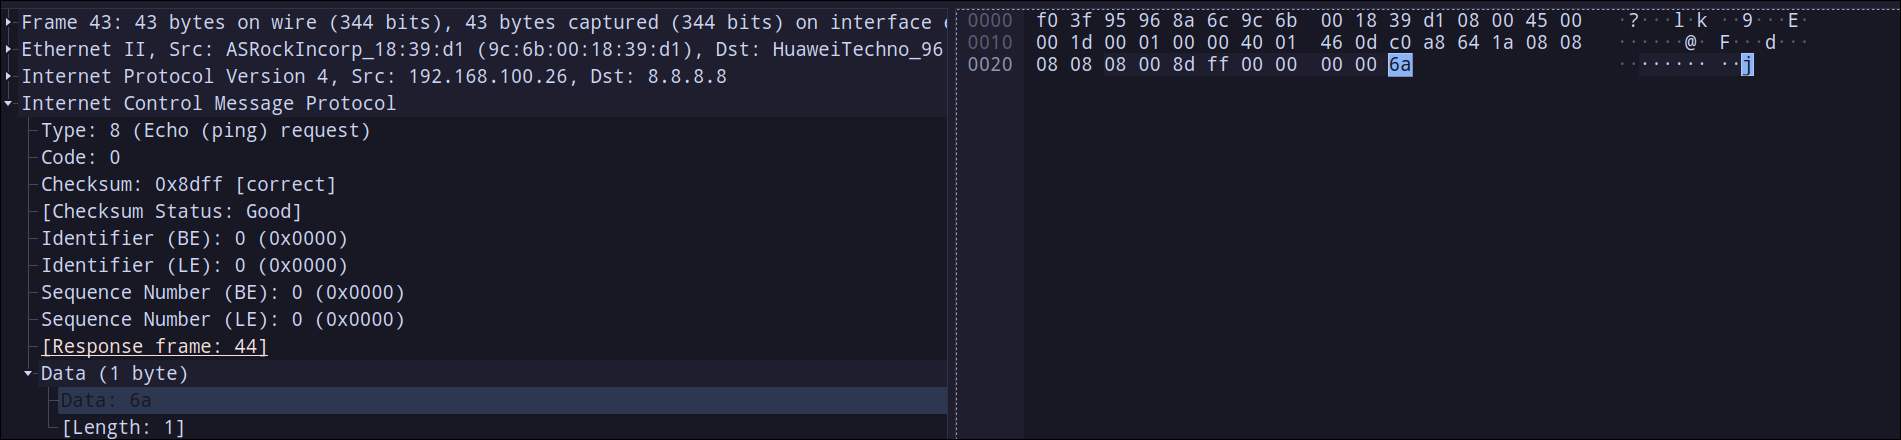 Frame 43: 43 bytes on wire (344 bits), 43 bytes captured (344 bits) on interface
Ethernet II, Src: ASRockIncorp_18:39:d1 (9c:6b:00:18:39:d1), Dst: HuaweiTechno_96
Internet Protocol Version 4, Src: 192.168.100.26, Dst: 8.8.8.8
Internet Control Message Protocol
Type: 8 (Echo (ping) request)
Code: 0
Checksum: 0x8dff [correct]
[Checksum Status: Good]
Identifier (BE): 0 (0x0000)
Identifier (LE): 0 (0x0000)
Sequence Number (BE): 0 (0x0000)
Sequence Number (LE): 0 (0x0000)
[Response frame: 44]
Data (1 byte)
Data: 6a
[Length: 1]
0000 f0 3f 95 96 8a 6c 9c 6b 00 18 39 d1 08 00 45 00 ·?···l·k ··9···E·
0010 00 1d 00 01 00 00 40 01 46 0d c0 a8 64 1a 08 08 ······@· F···d···
0020 08 08 08 00 8d ff 00 00 00 00 6a ········ ··j